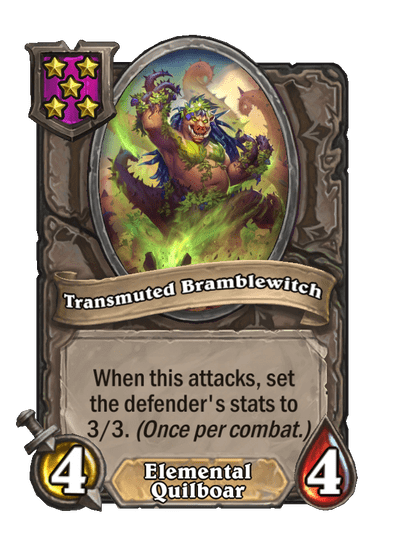 Transmuted Bramblewitch
When this attacks, set
the defender's stats to
3/3. (Once per combat.)
4
Elemental
Quilboar
4